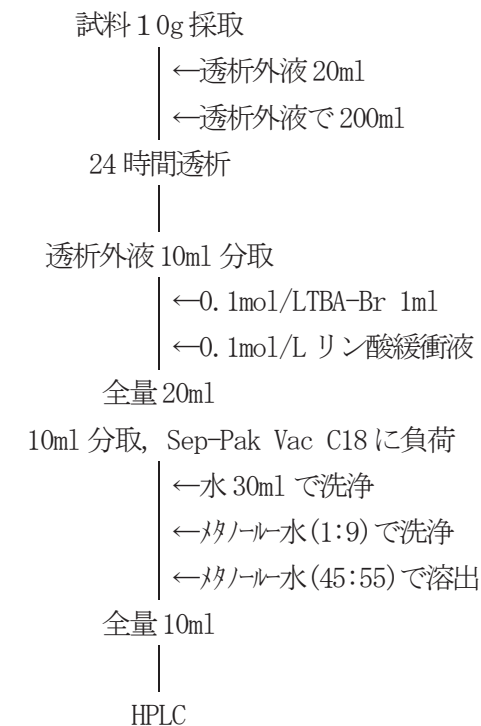 試料１0g採取
←透析外液20ml
←透析外液で200ml
24時間透析
透析外液10ml分取
←0.1mol/LTBA-Br 1ml
←0.1mol/L リン酸緩衝液
全量20ml
10ml分取, Sep-Pak Vac C18に負荷
←水30mlで洗浄
←ﾒﾀﾉｰﾙｰ水(1:9)で洗浄
←ﾒﾀﾉｰﾙｰ水(45:55)で溶出
全量10ml
HPLC